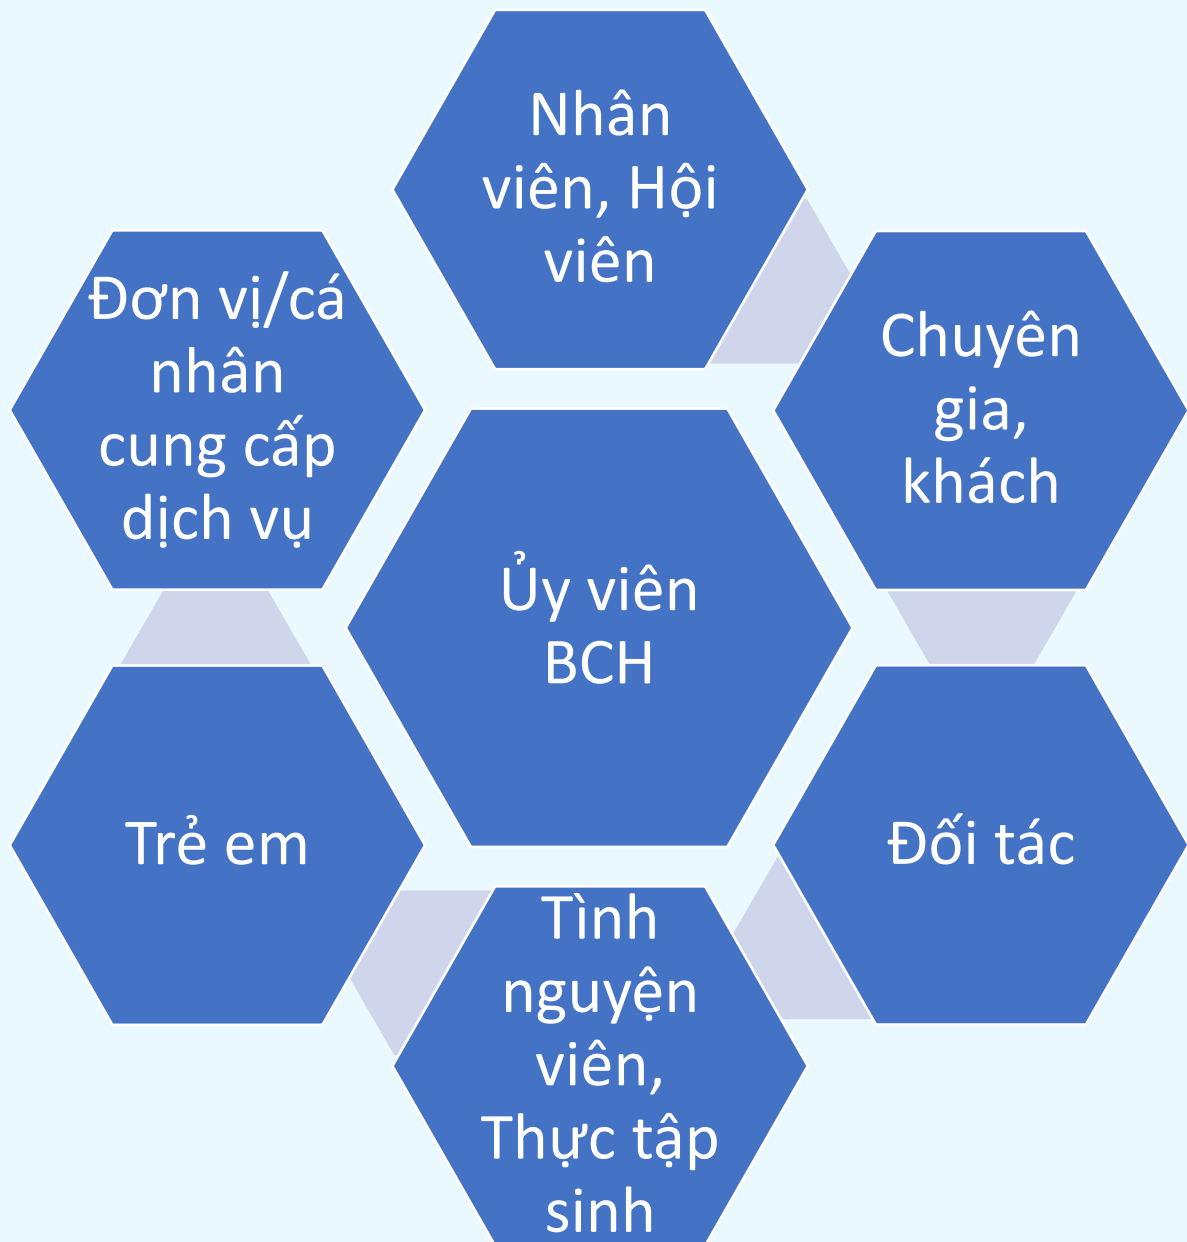 Nhân
viên, Hội
viên
Chuyên
gia,
khách
Đối tác
Tình
nguyện
viên,
Thực tập
sinh
Trẻ em
Đơn vị/cá
nhân
cung cấp
dịch vụ
Ủy viên
BCH